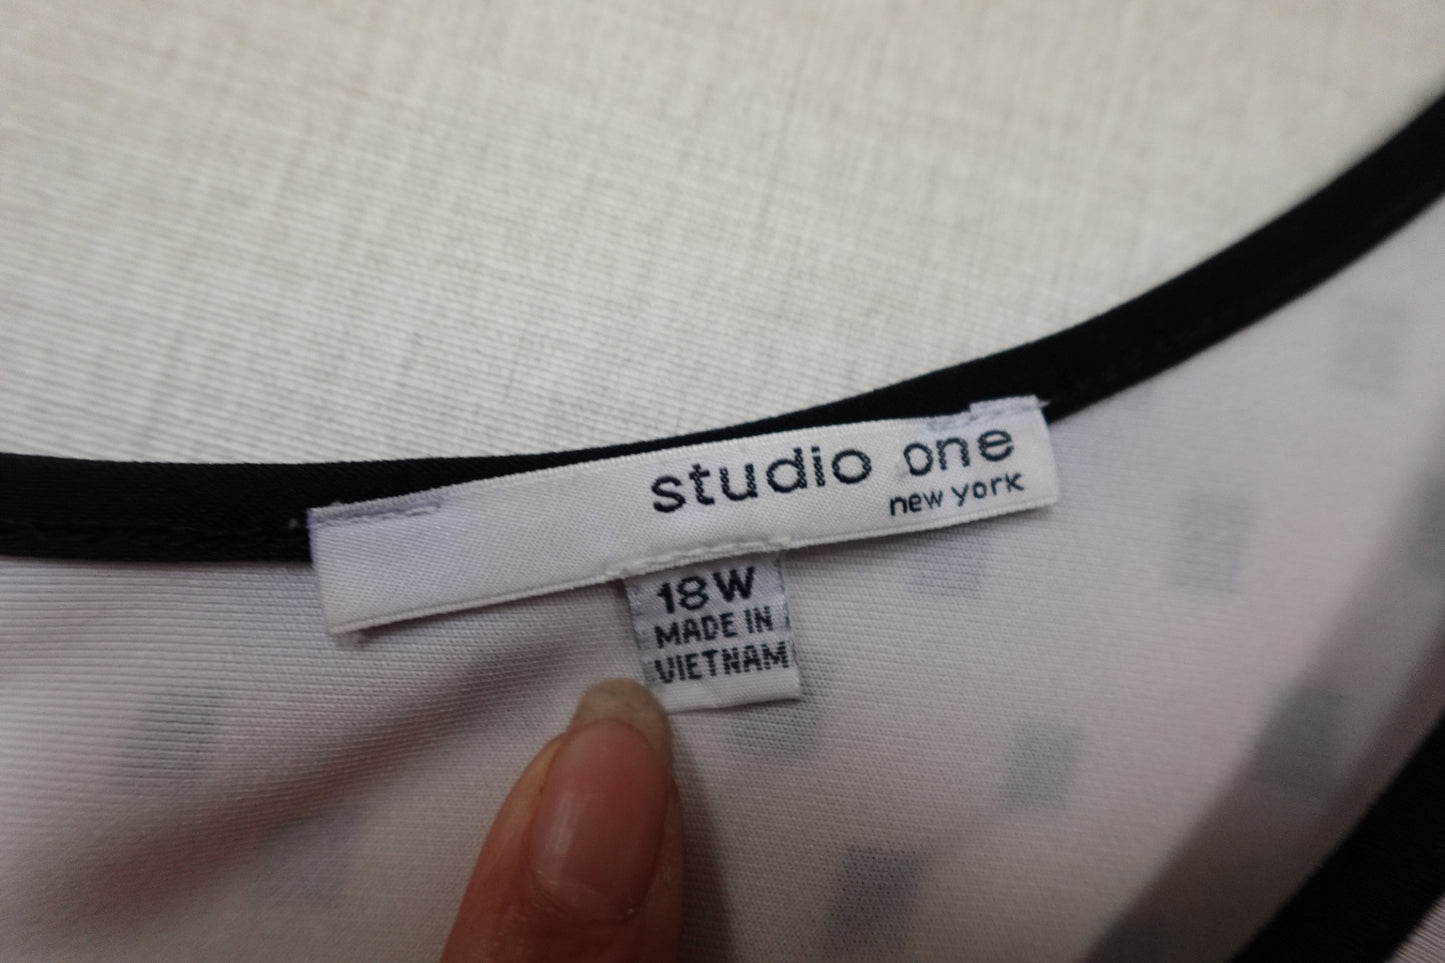 studio one
new york
18W
MADE IN
VIETNAM